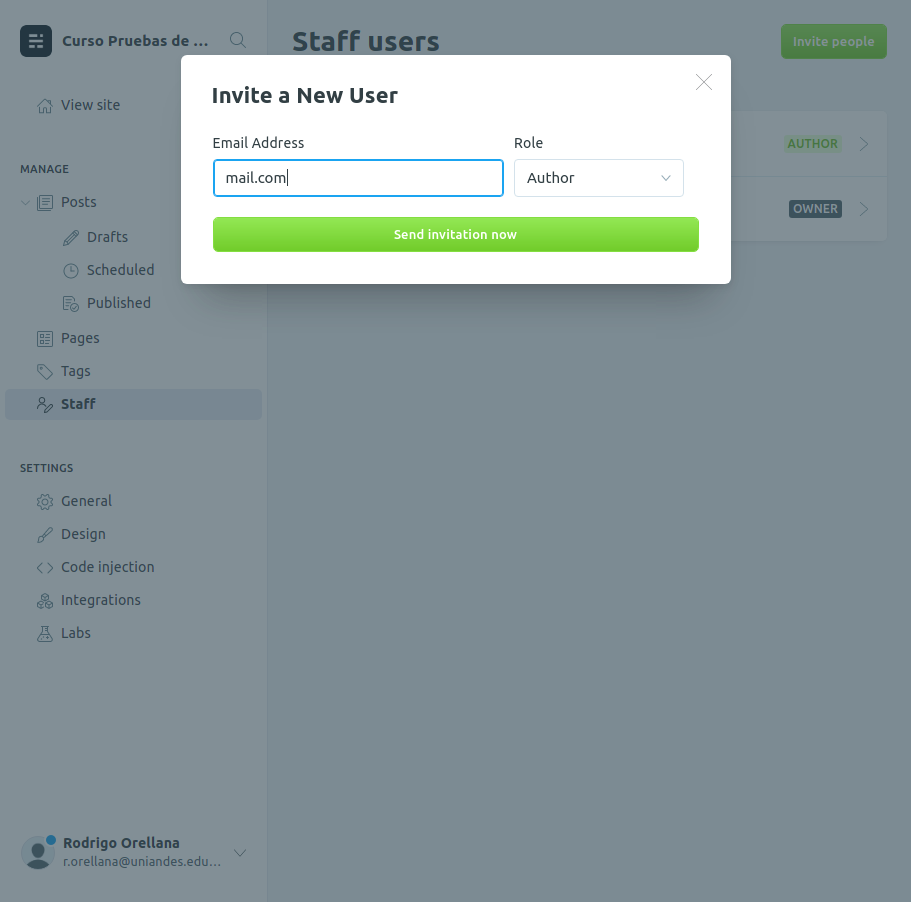 Curso Pruebas de ...
Staff users
Invite people
Invite a New User
View site
Email Address
Role
AUTHOR
MANAGE
mail.com
Author
Posts
OWNER
Send invitation now
Drafts
Scheduled
Published
Pages
Tags
Staff
SETTINGS
General
Design
Code injection
Integrations
Labs
Rodrigo Orellana
r.orellana@uniandes.edu...